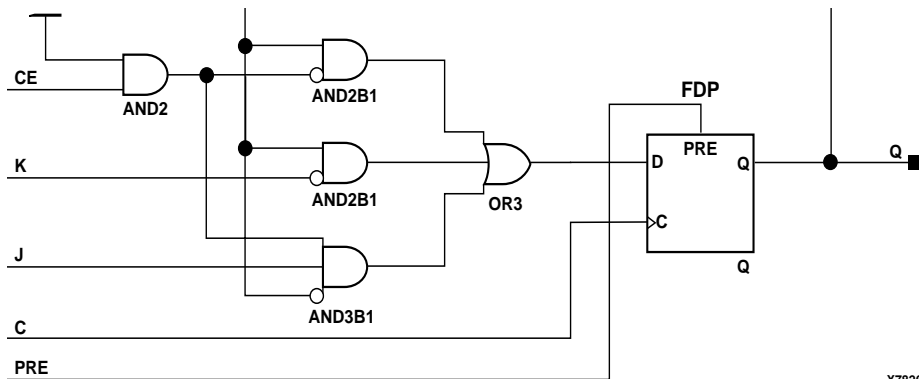 CE
AND2
AND2B1
K
AND2B1
J
AND3B1
C
PRE
OR3
FDP
PRE
D
Q
C
Q
Q